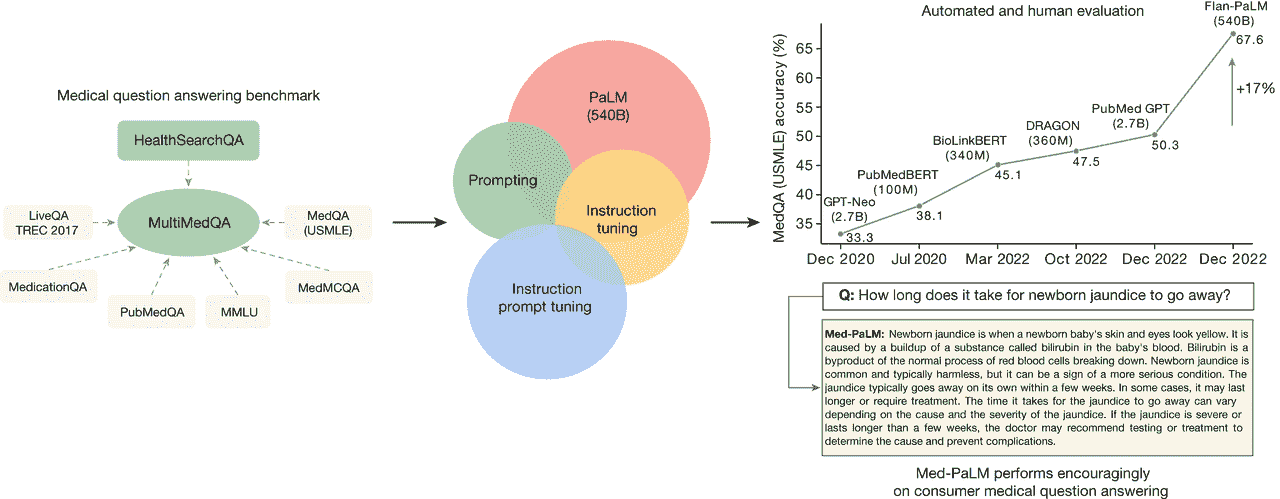 Medical question answering benchmark
HealthSearchQA
LiveQA
TREC 2017
MultiMedQA
MedQA
(USMLE)
MedicationQA
PubMedQA
MMLU
MedMCQA
PaLM
(540B)
Prompting
Instruction
tuning
Instruction
prompt tuning
Automated and human evaluation
MedQA (USMLE) accuracy (%)
65
60
55
50
45
40
35
GPT-Neo
(2.7B)
33.3
PubMedBERT
(100M)
38.1
BioLinkBERT
(340M)
45.1
DRAGON
(360M)
47.5
PubMed GPT
(2.7B)
50.3
Flan-PaLM
(540B)
67.6
+17%
Dec 2020 Jul 2020 Mar 2022 Oct 2022 Dec 2022 Dec 2022
Q: How long does it take for newborn jaundice to go away?
Med-PaLM: Newborn jaundice is when a newborn baby's skin and eyes look yellow. It is
caused by a buildup of a substance called bilirubin in the baby's blood. Bilirubin is a
byproduct of the normal process of red blood cells breaking down. Newborn jaundice is
common and typically harmless, but it can be a sign of a more serious condition. The
jaundice typically goes away on its own within a few weeks. In some cases, it may last
longer or require treatment. The time it takes for the jaundice to go away can vary
depending on the cause and the severity of the jaundice. If the jaundice is severe or
lasts longer than a few weeks, the doctor may recommend testing or treatment to
determine the cause and prevent complications.
Med-PaLM performs encouragingly
on consumer medical question answering